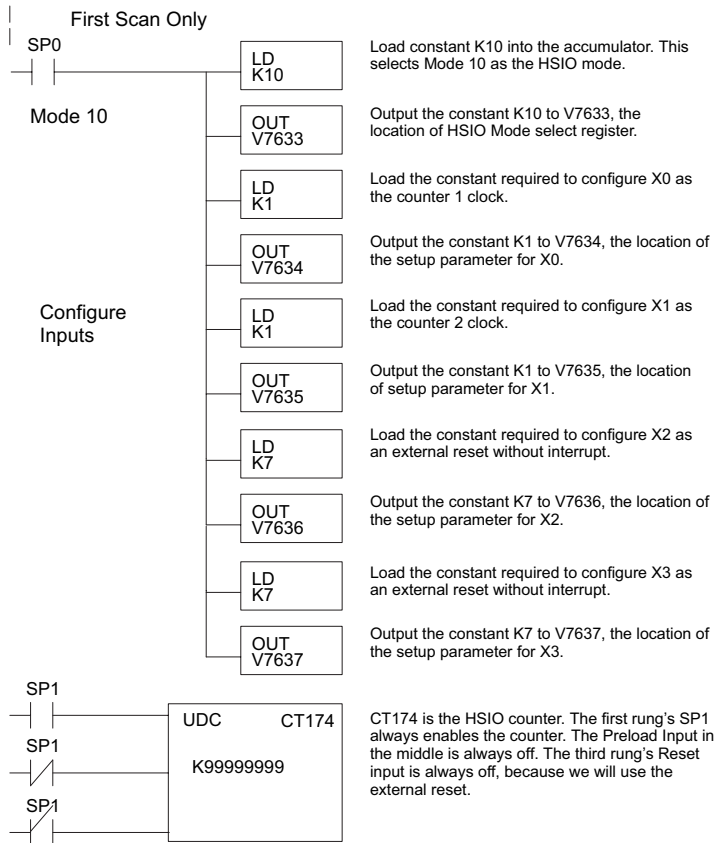 First Scan Only
SP0
LD
K10
Load constant K10 into the accumulator. This
selects Mode 10 as the HSIO mode.
Mode 10
OUT
V7633
Output the constant K10 to V7633, the
location of HSIO Mode select register.
LD
K1
Load the constant required to configure X0 as
the counter 1 clock.
OUT
V7634
Output the constant K1 to V7634, the location of
the setup parameter for X0.
Configure
Inputs
LD
K1
Load the constant required to configure X1 as
the counter 2 clock.
OUT
V7635
Output the constant K1 to V7635, the location
of setup parameter for X1.
LD
K7
Load the constant required to configure X2 as
an external reset without interrupt.
OUT
V7636
Output the constant K7 to V7636, the location of
the setup parameter for X2.
LD
K7
Load the constant required to configure X3 as
an external reset without interrupt.
OUT
V7637
Output the constant K7 to V7637, the location of
the setup parameter for X3.
SP1
SP1
SP1
UDC CT174
K99999999
CT174 is the HSIO counter. The first rung's SP1
always enables the counter. The Preload Input in
the middle is always off. The third rung's Reset
input is always off, because we will use the
external reset.